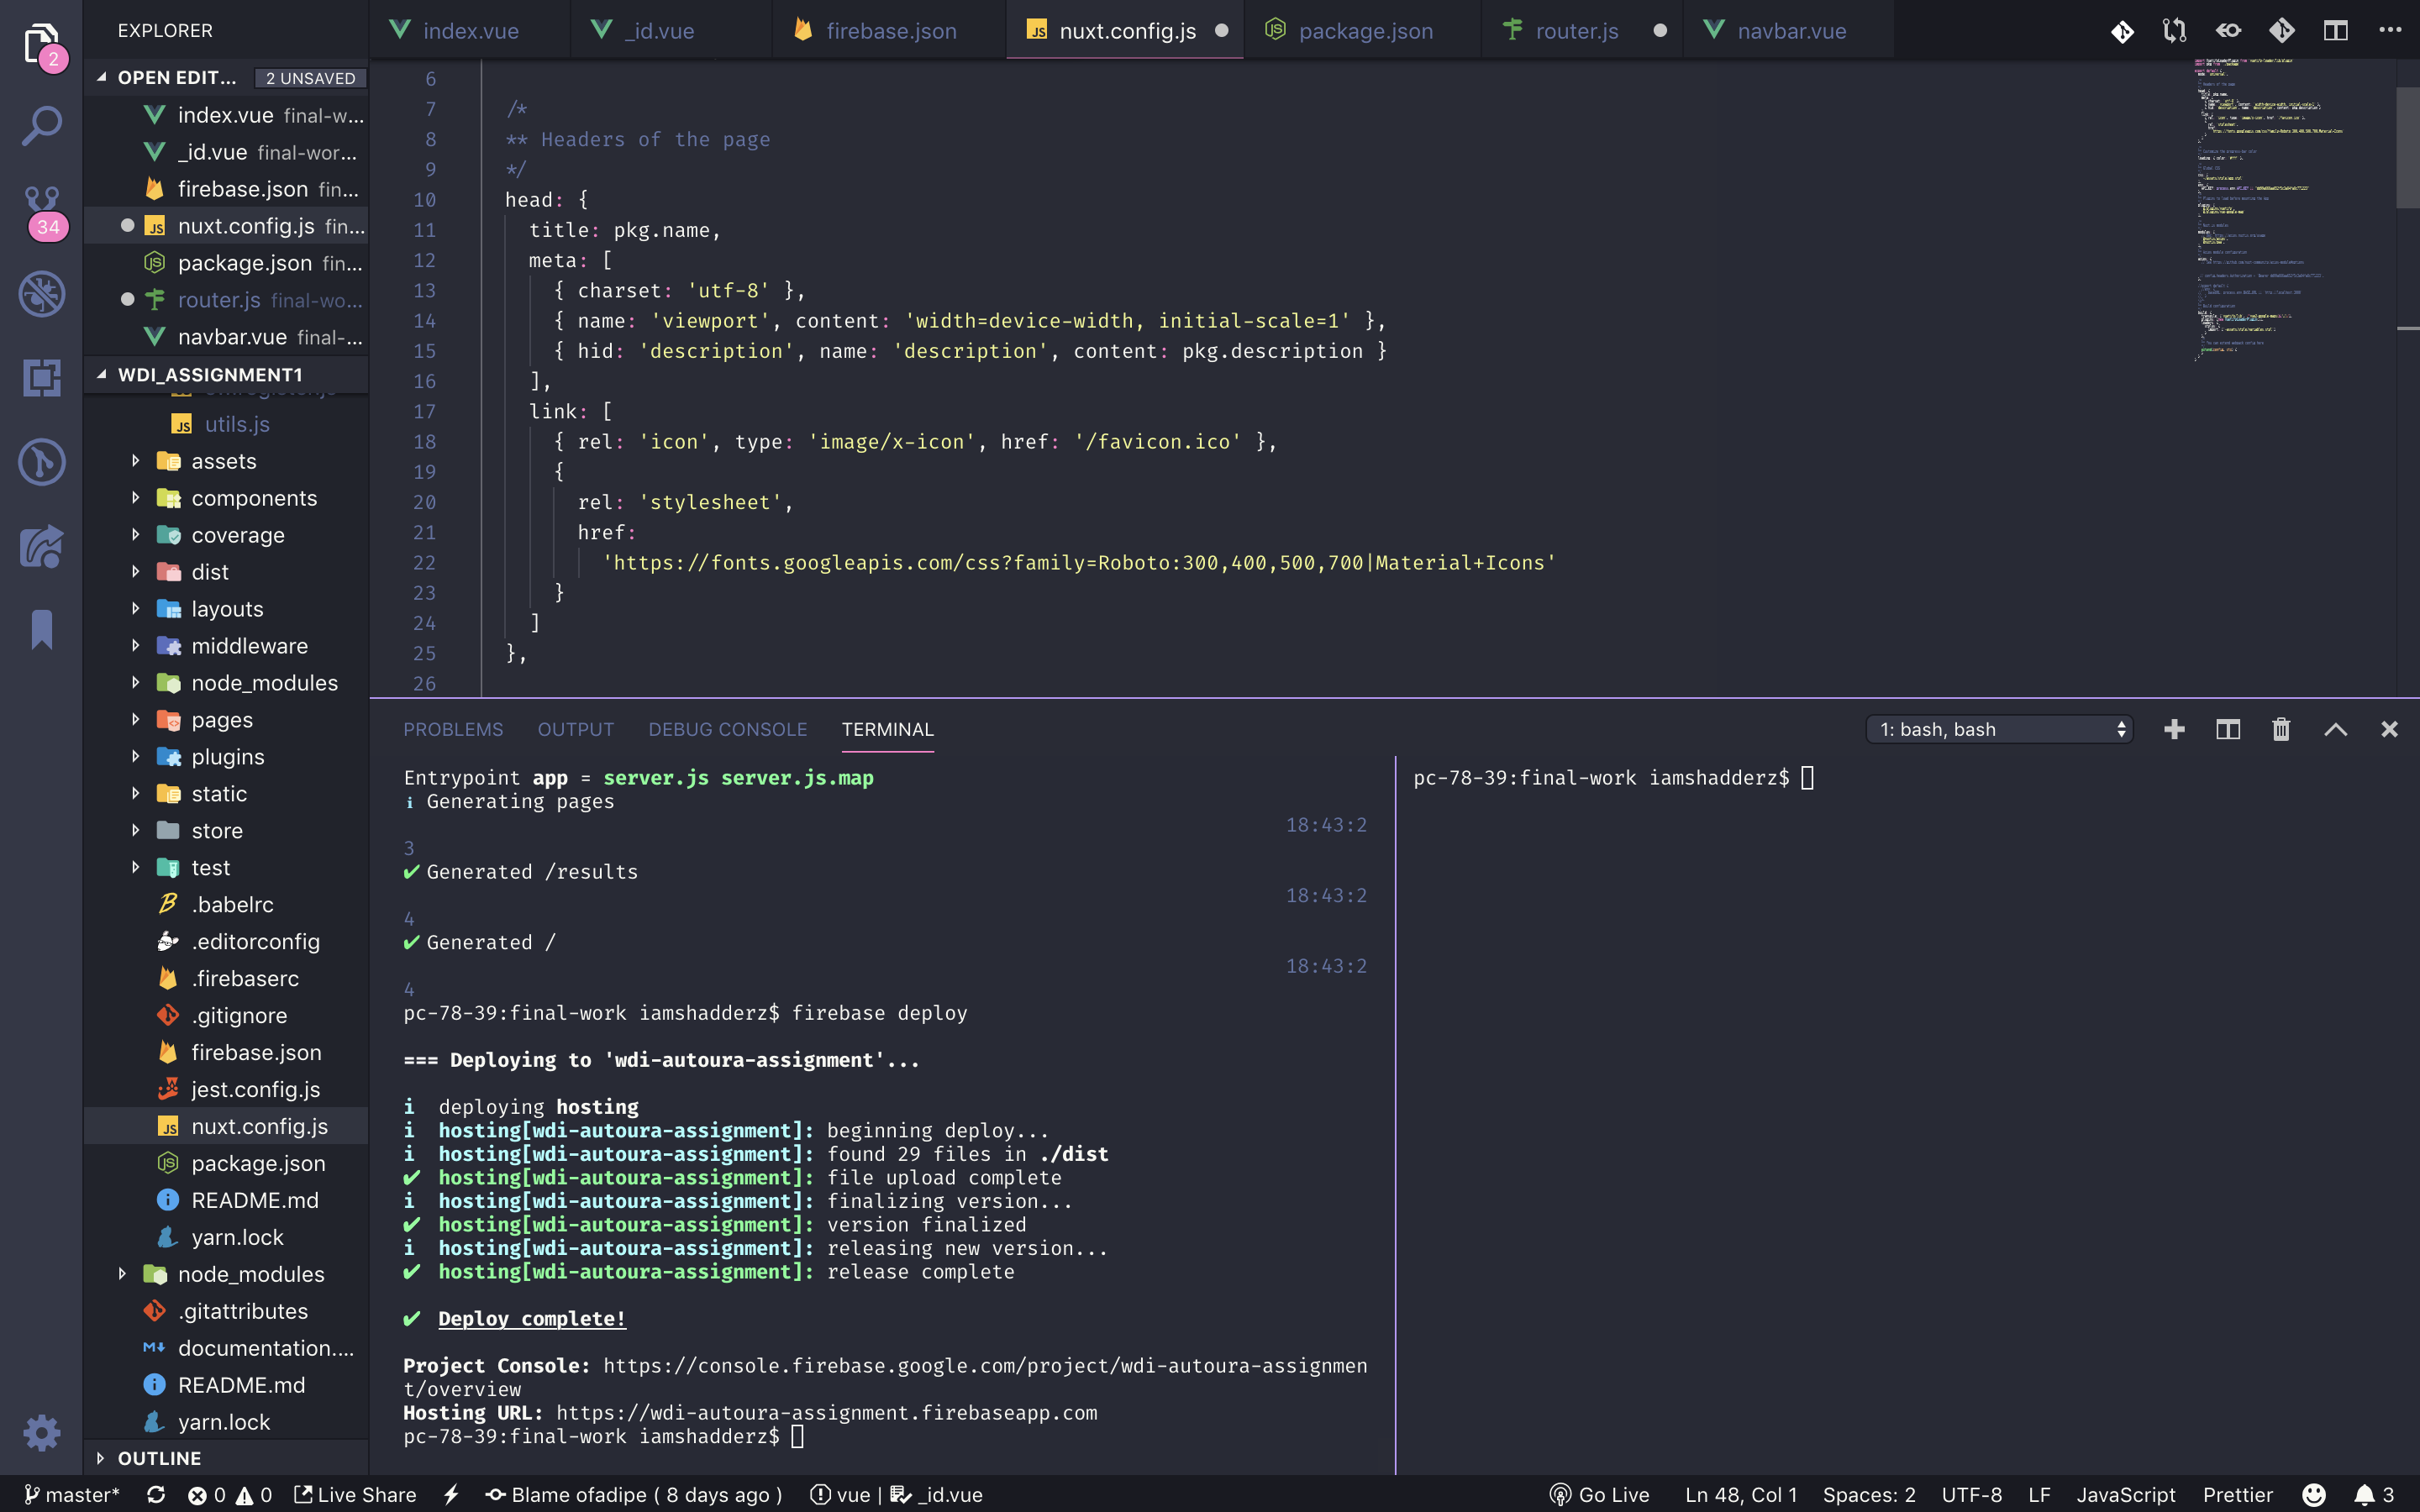 EXPLORER
index.vue
_id.vue
firebase.json
nuxt.config.js
package.json
router.js
navbar.vue
2
34
OPEN EDIT... 2 UNSAVED
index.vue final-w...
_id.vue final-wor...
firebase.json fin...
JS nuxt.config.js fin...
package.json fin...
router.js final-wo...
navbar.vue final-...
WDI_ASSIGNMENT1
JS utils.js
assets
components
coverage
dist
layouts
middleware
node_modules
pages
plugins
static
store
test
.babelrc
.editorconfig
.firebaserc
.gitignore
firebase.json
jest.config.js
JS nuxt.config.js
package.json
README.md
yarn.lock
node_modules
.gitattributes
documentation....
README.md
yarn.lock
OUTLINE
6
7 /*
8 ** Headers of the page
9 */
10 head: {
11 title: pkg.name,
12 meta: [
13 { charset: 'utf-8' },
14 { name: 'viewport', content: 'width=device-width, initial-scale=1' },
15 { hid: 'description', name: 'description', content: pkg.description }
16 ],
17 link: [
18 { rel: 'icon', type: 'image/x-icon', href: '/favicon.ico' },
19 {
20 rel: 'stylesheet',
21 href:
22 'https://fonts.googleapis.com/css?family=Roboto:300,400,500,700|Material+Icons'
23 }
24 ]
25 },
26
PROBLEMS OUTPUT DEBUG CONSOLE TERMINAL
1: bash, bash
Entrypoint app = server.js server.js.map
i Generating pages
18:43:2
3
✔ Generated /results
18:43:2
4
✔ Generated /
18:43:2
4
pc-78-39:final-work iamshadderz$ firebase deploy
=== Deploying to 'wdi-autoura-assignment'...
i deploying hosting
i hosting[wdi-autoura-assignment]: beginning deploy...
i hosting[wdi-autoura-assignment]: found 29 files in ./dist
✔ hosting[wdi-autoura-assignment]: file upload complete
i hosting[wdi-autoura-assignment]: finalizing version...
✔ hosting[wdi-autoura-assignment]: version finalized
i hosting[wdi-autoura-assignment]: releasing new version...
✔ hosting[wdi-autoura-assignment]: release complete
✔ Deploy complete!
Project Console: https://console.firebase.google.com/project/wdi-autoura-assignmen
t/overview
Hosting URL: https://wdi-autoura-assignment.firebaseapp.com
pc-78-39:final-work iamshadderz$
pc-78-39:final-work iamshadderz$
master* 0 0 Live Share Blame ofadipe ( 8 days ago ) vue | _id.vue Go Live Ln 48, Col 1 Spaces: 2 UTF-8 LF JavaScript Prettier 3